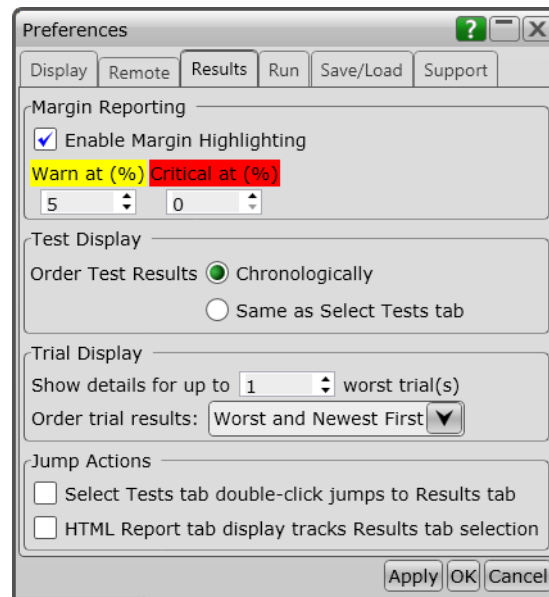 Preferences ?
Display Remote Results Run Save/Load Support
Margin Reporting
Enable Margin Highlighting
Warn at (%) Critical at (%)
5 0
Test Display
Order Test Results Chronologically
Same as Select Tests tab
Trial Display
Show details for up to 1 worst trial(s)
Order trial results: Worst and Newest First
Jump Actions
Select Tests tab double-click jumps to Results tab
HTML Report tab display tracks Results tab selection
Apply OK Cancel